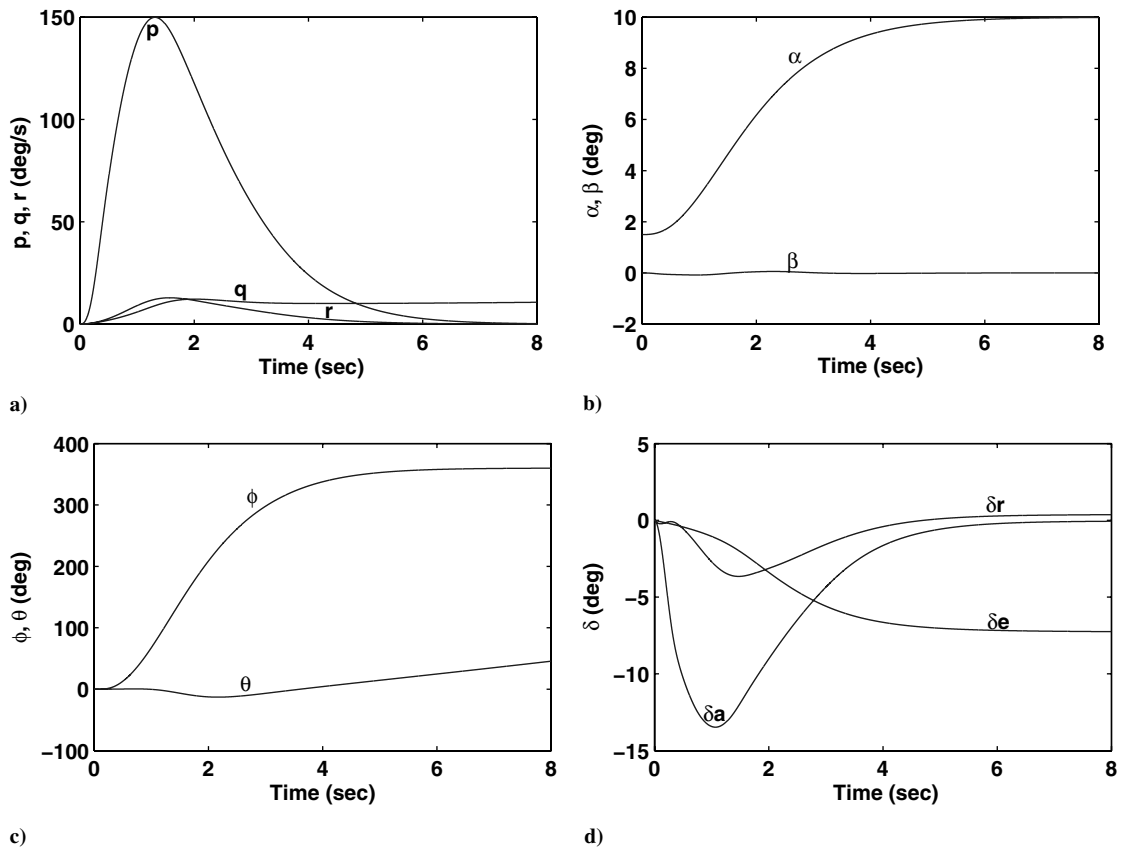 150
100
50
0
p, q, r (deg/s)
p
q
r
0 2 4 6 8
Time (sec)
a)
10
8
6
4
2
0
−2
α, β (deg)
α
β
0 2 4 6 8
Time (sec)
b)
400
300
200
100
0
−100
ϕ, θ (deg)
ϕ
θ
0 2 4 6 8
Time (sec)
c)
5
0
−5
−10
−15
δ (deg)
δr
δe
δa
0 2 4 6 8
Time (sec)
d)